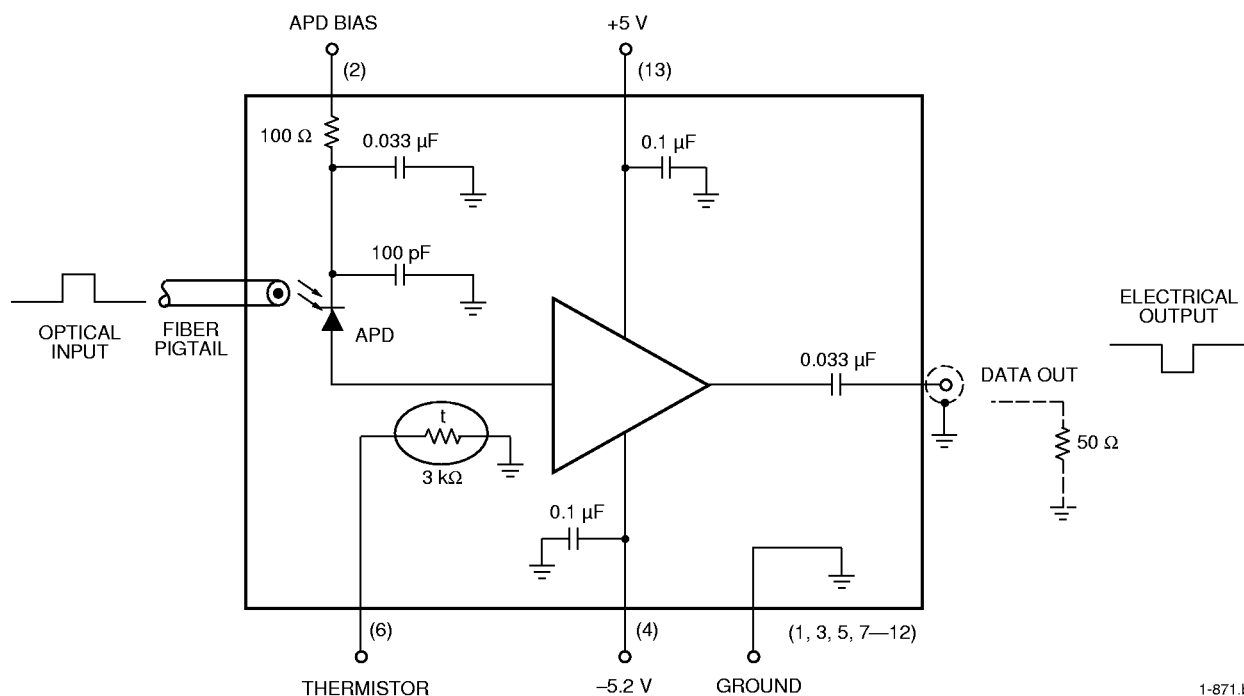 APD BIAS
+5 V
(2)
(13)
100 Ω
0.033 µF
0.1 µF
100 pF
OPTICAL
INPUT
FIBER
PIGTAIL
APD
ELECTRICAL
OUTPUT
0.033 µF
DATA OUT
t
3 kΩ
50 Ω
0.1 µF
(6)
(4)
(1, 3, 5, 7—12)
THERMISTOR
–5.2 V
GROUND